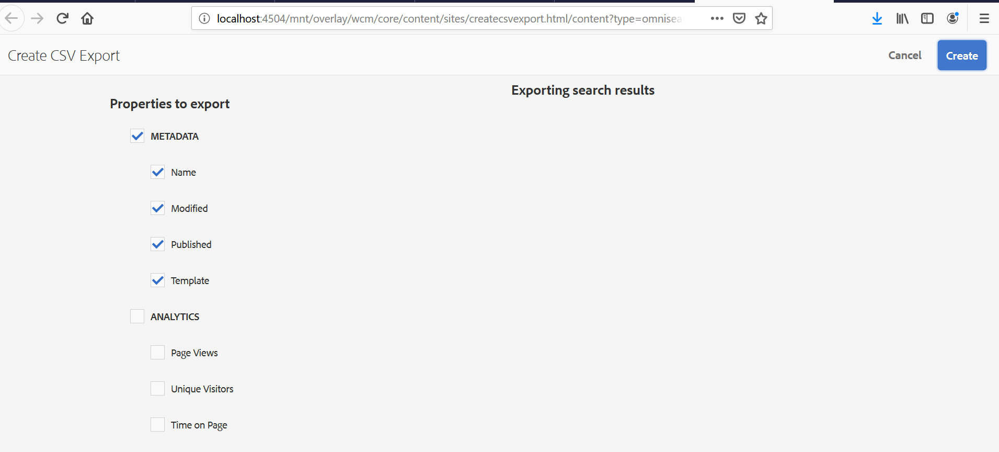 localhost:4504/mnt/overlay/wcm/core/content/sites/createcsvexport.html/content?type=omnisea
Create CSV Export
Cancel
Create
Exporting search results
Properties to export
METADATA
Name
Modified
Published
Template
ANALYTICS
Page Views
Unique Visitors
Time on Page